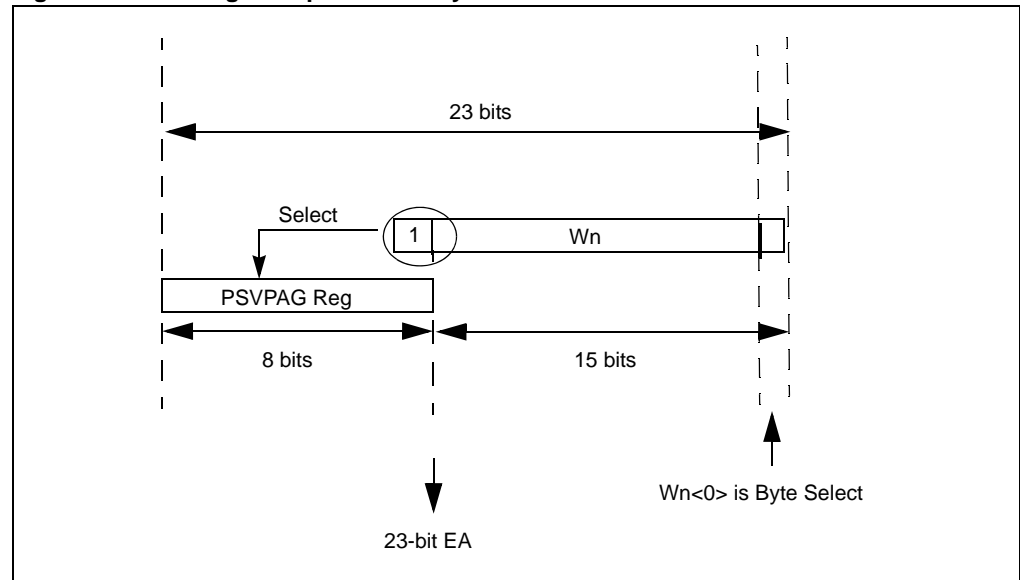 23 bits
Select
1
Wn
PSVPAG Reg
8 bits
15 bits
Wn<0> is Byte Select
23-bit EA